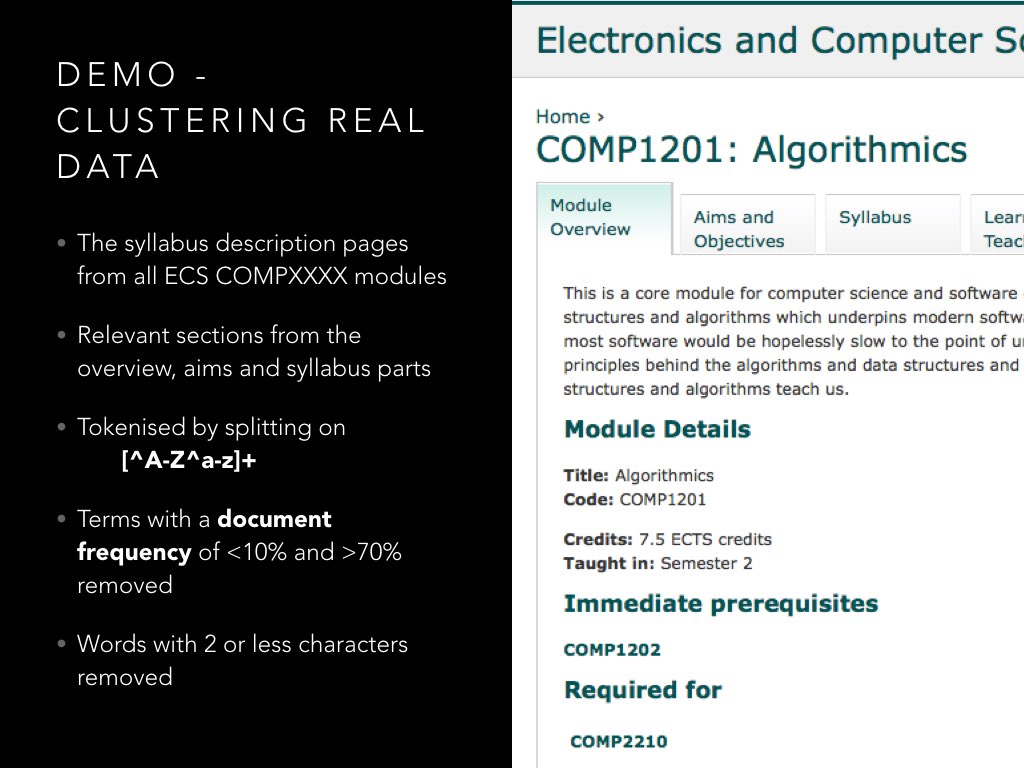 DEMO -
CLUSTERING REAL
DATA
• The syllabus description pages
from all ECS COMPXXXX modules
• Relevant sections from the
overview, aims and syllabus parts
• Tokenised by splitting on
[^A-Z^a-z]+
• Terms with a document
frequency of <10% and >70%
removed
• Words with 2 or less characters
removed
Electronics and Computer Sc
Home ›
COMP1201: Algorithmics
Module
Overview
Aims and
Objectives
Syllabus
Learn
Teac
This is a core module for computer science and software
structures and algorithms which underpins modern softwa
most software would be hopelessly slow to the point of u
principles behind the algorithms and data structures and
structures and algorithms teach us.
Module Details
Title: Algorithmics
Code: COMP1201
Credits: 7.5 ECTS credits
Taught in: Semester 2
Immediate prerequisites
COMP1202
Required for
COMP2210